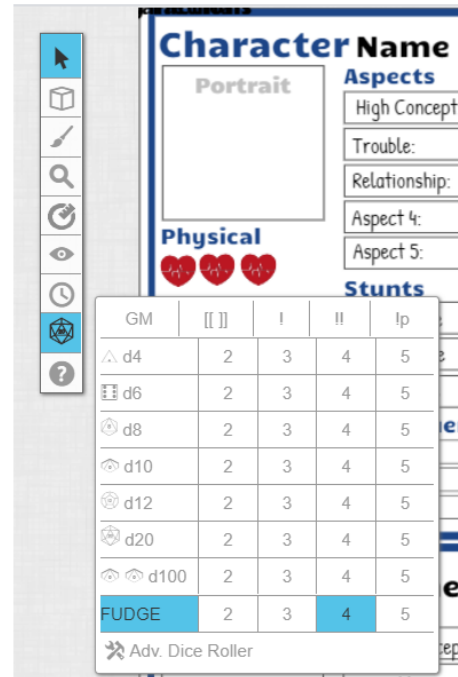 Character Name
Portrait
Aspects
High Concept
Trouble:
Relationship:
Aspect 4:
Aspect 5:
Physical
Stunts
GM [[ ]] ! !! !p
d4 2 3 4 5
d6 2 3 4 5
d8 2 3 4 5
d10 2 3 4 5
d12 2 3 4 5
d20 2 3 4 5
d100 2 3 4 5
FUDGE 2 3 4 5
Adv. Dice Roller